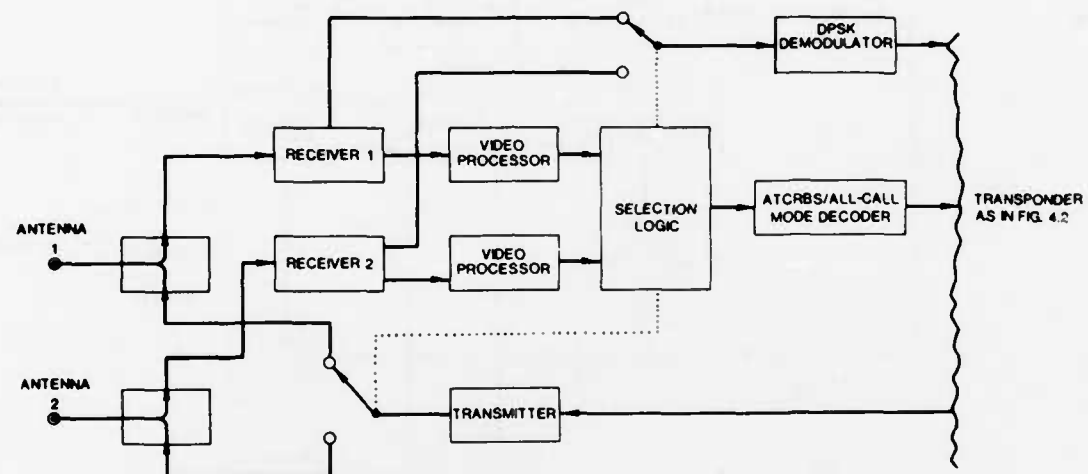 DPSK
DEMODULATOR
RECEIVER 1
VIDEO
PROCESSOR
SELECTION
LOGIC
ATCRBS/ALL-CALL
MODE DECODER
TRANSPONDER
AS IN FIG. 4.2
ANTENNA
1
RECEIVER 2
VIDEO
PROCESSOR
ANTENNA
2
TRANSMITTER